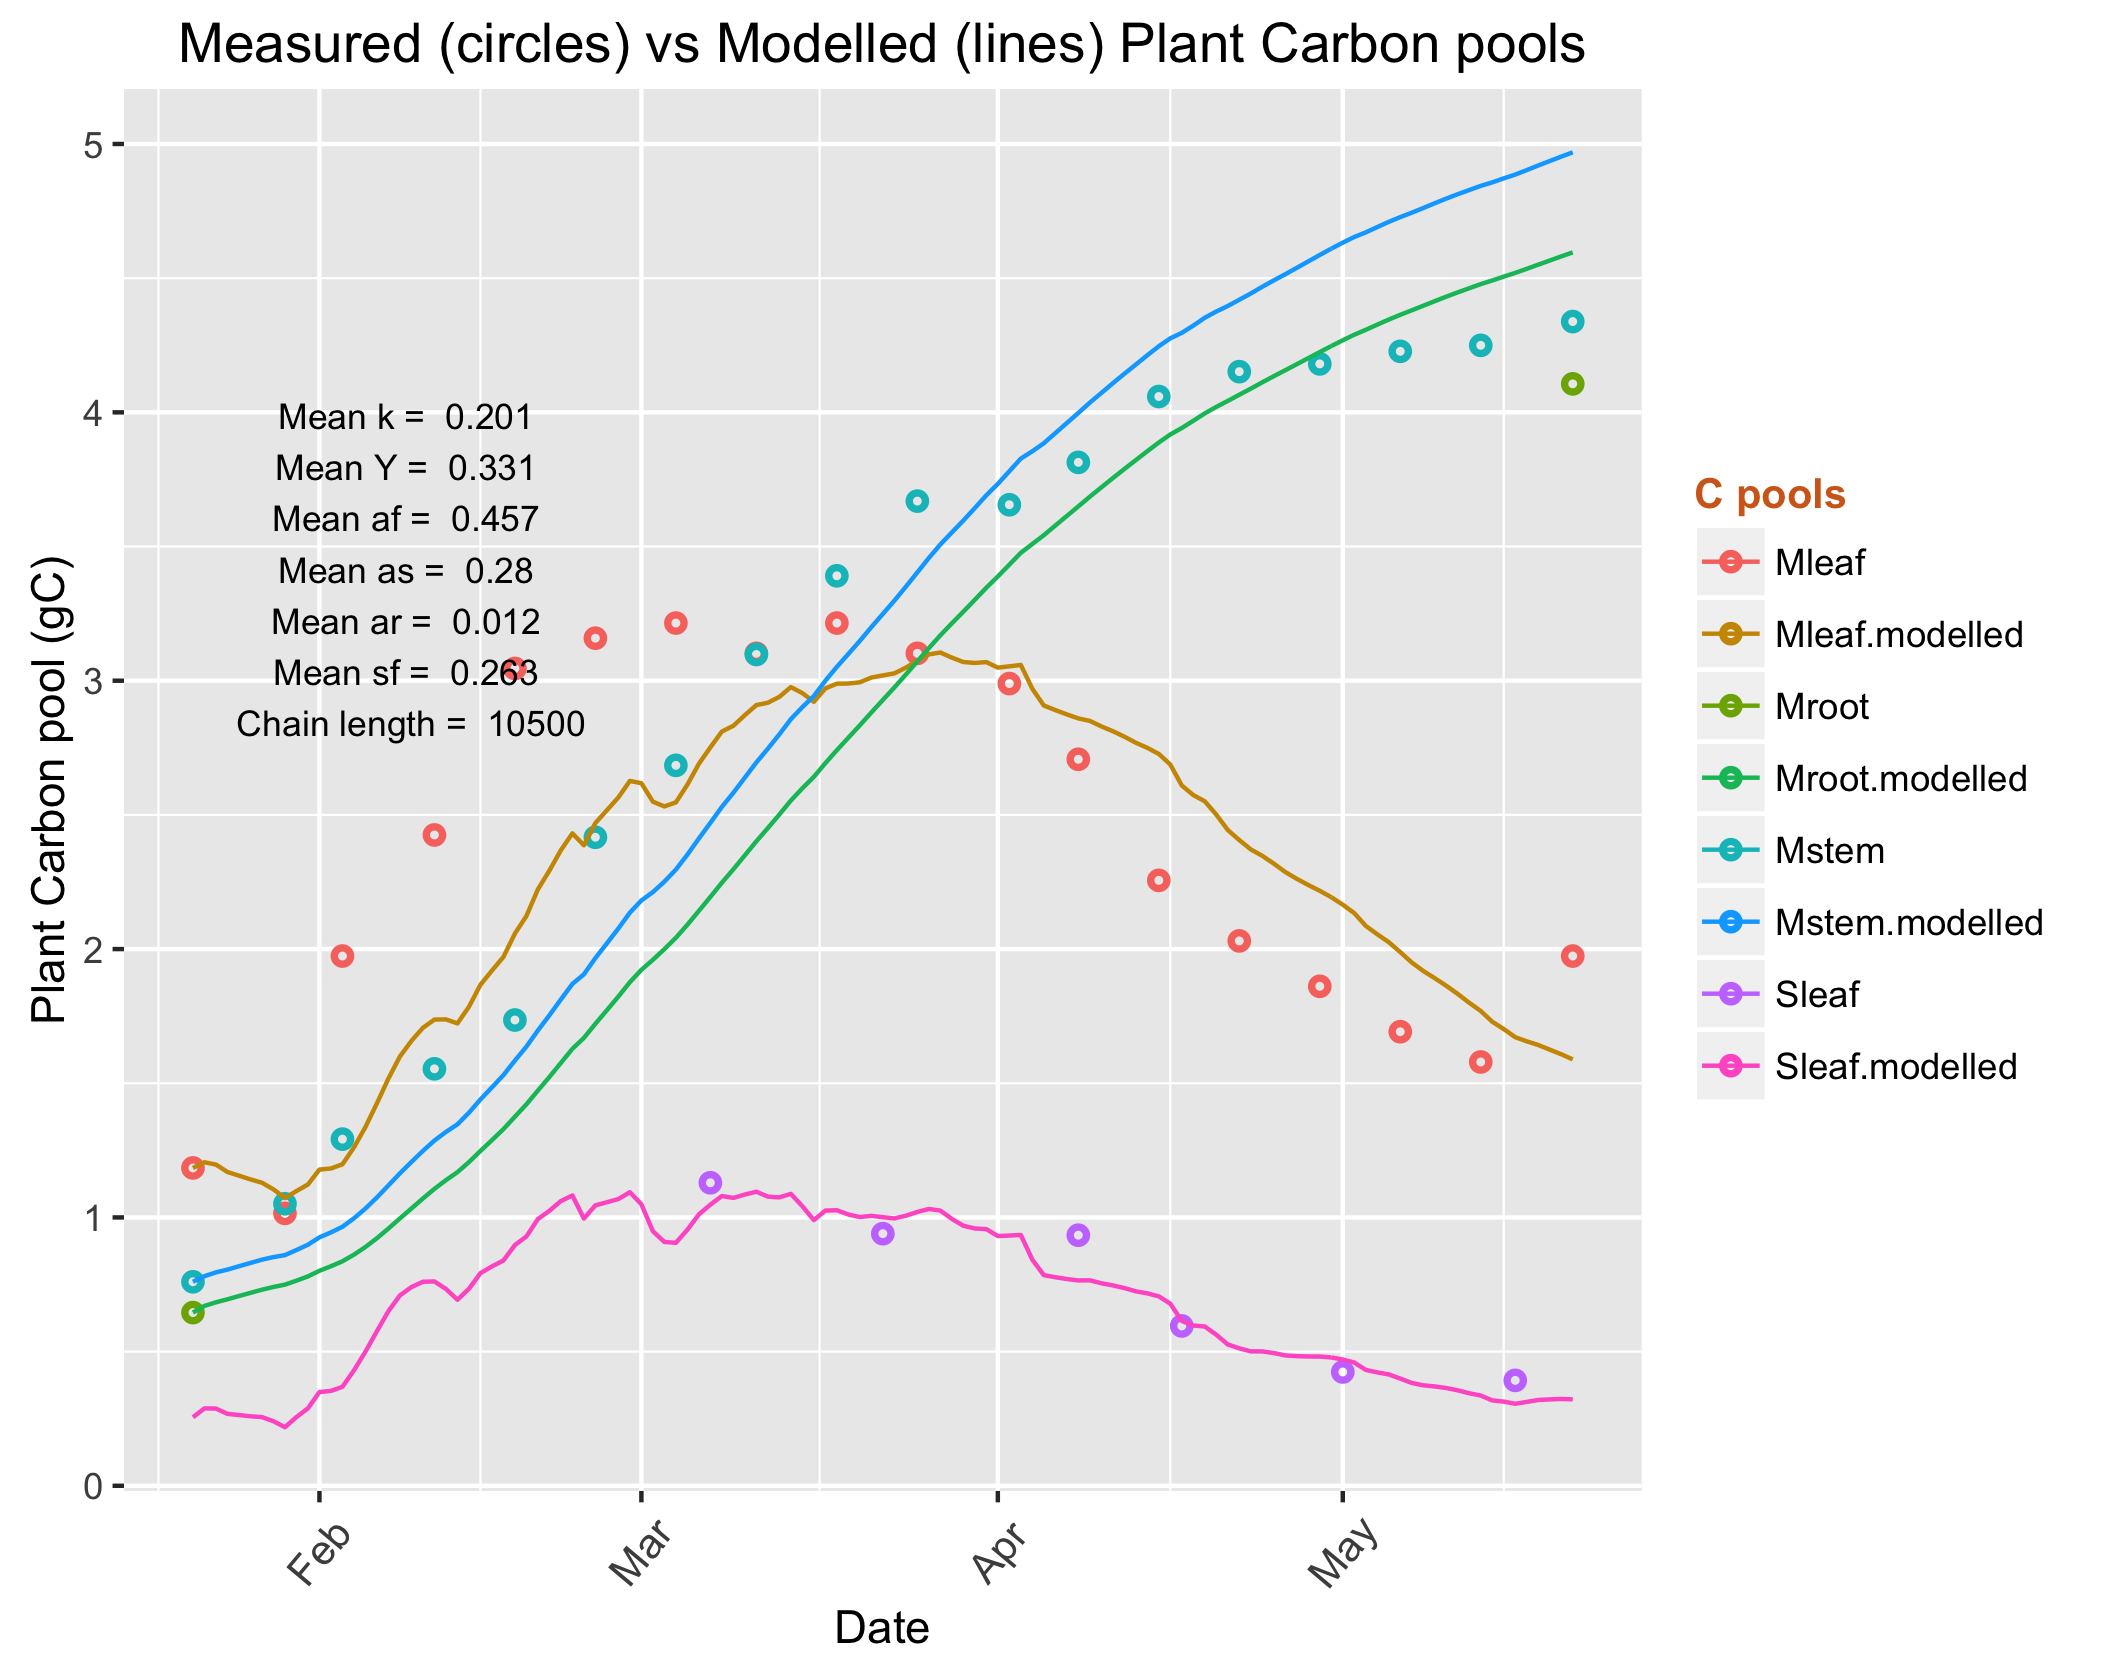 Measured (circles) vs Modelled (lines) Plant Carbon pools
Plant Carbon pool (gC)
5
4
3
2
1
0
Mean k = 0.201
Mean Y = 0.331
Mean af = 0.457
Mean as = 0.28
Mean ar = 0.012
Mean sf = 0.263
Chain length = 10500
Feb
Mar
Apr
May
Date
C pools
Mleaf
Mleaf.modelled
Mroot
Mroot.modelled
Mstem
Mstem.modelled
Sleaf
Sleaf.modelled